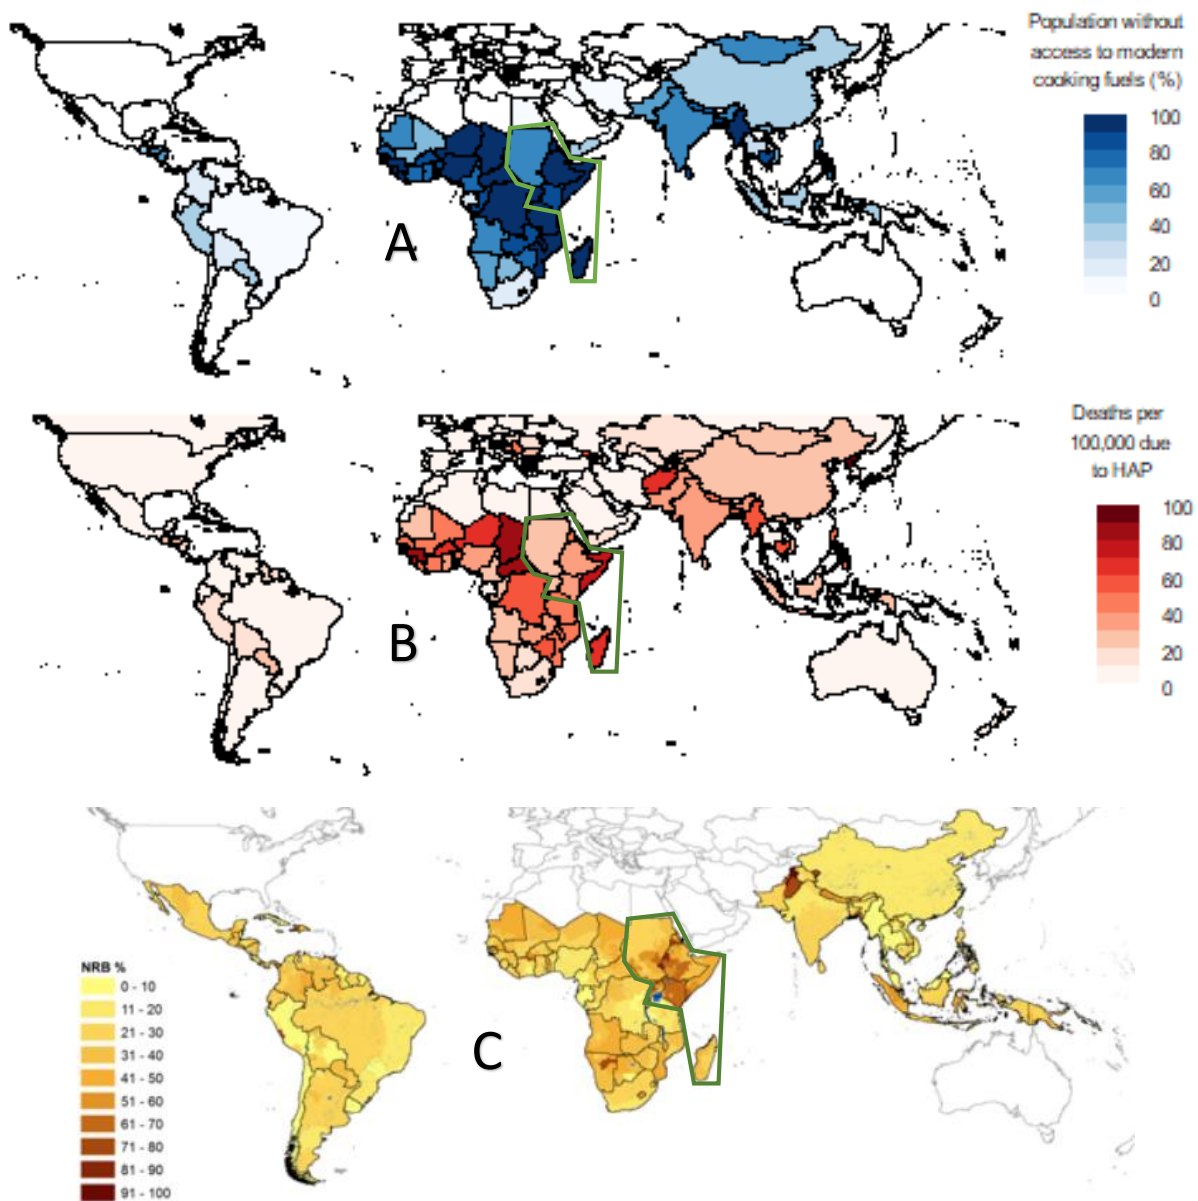 Population without
access to modern
cooking fuels (%)
100
80
60
40
20
0
A
Deaths per
100,000 due
to HAP
100
80
60
40
20
0
B
NRB %
0 - 10
11 - 20
21 - 30
31 - 40
41 - 50
51 - 60
61 - 70
71 - 80
81 - 90
91 - 100
C